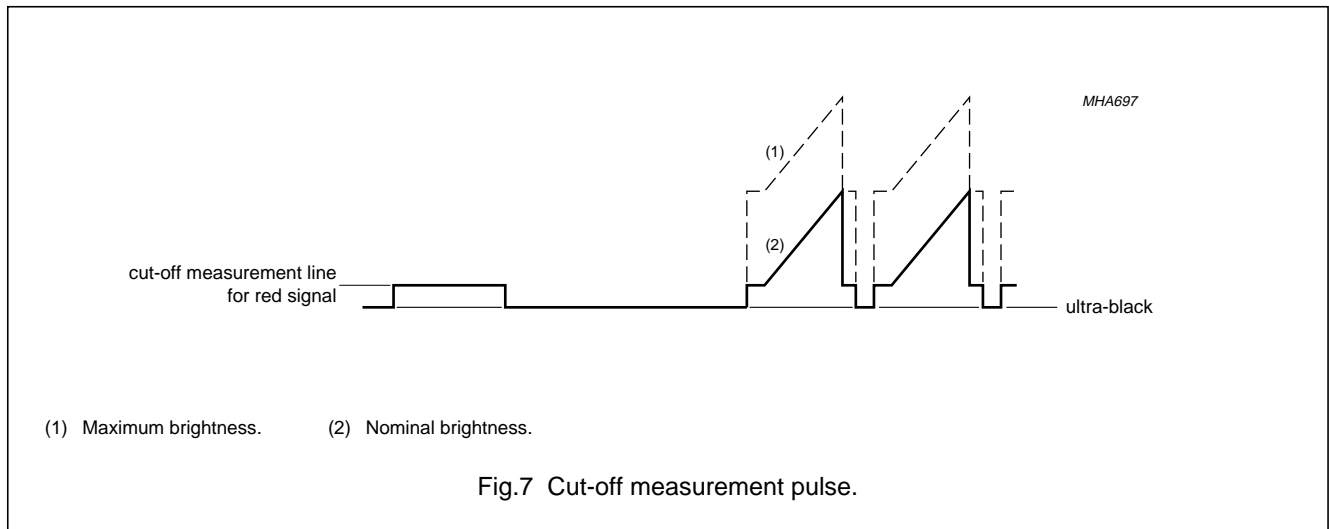 MHA697
(1)
(2)
cut-off measurement line
for red signal
ultra-black
(1) Maximum brightness. (2) Nominal brightness.
Fig.7 Cut-off measurement pulse.